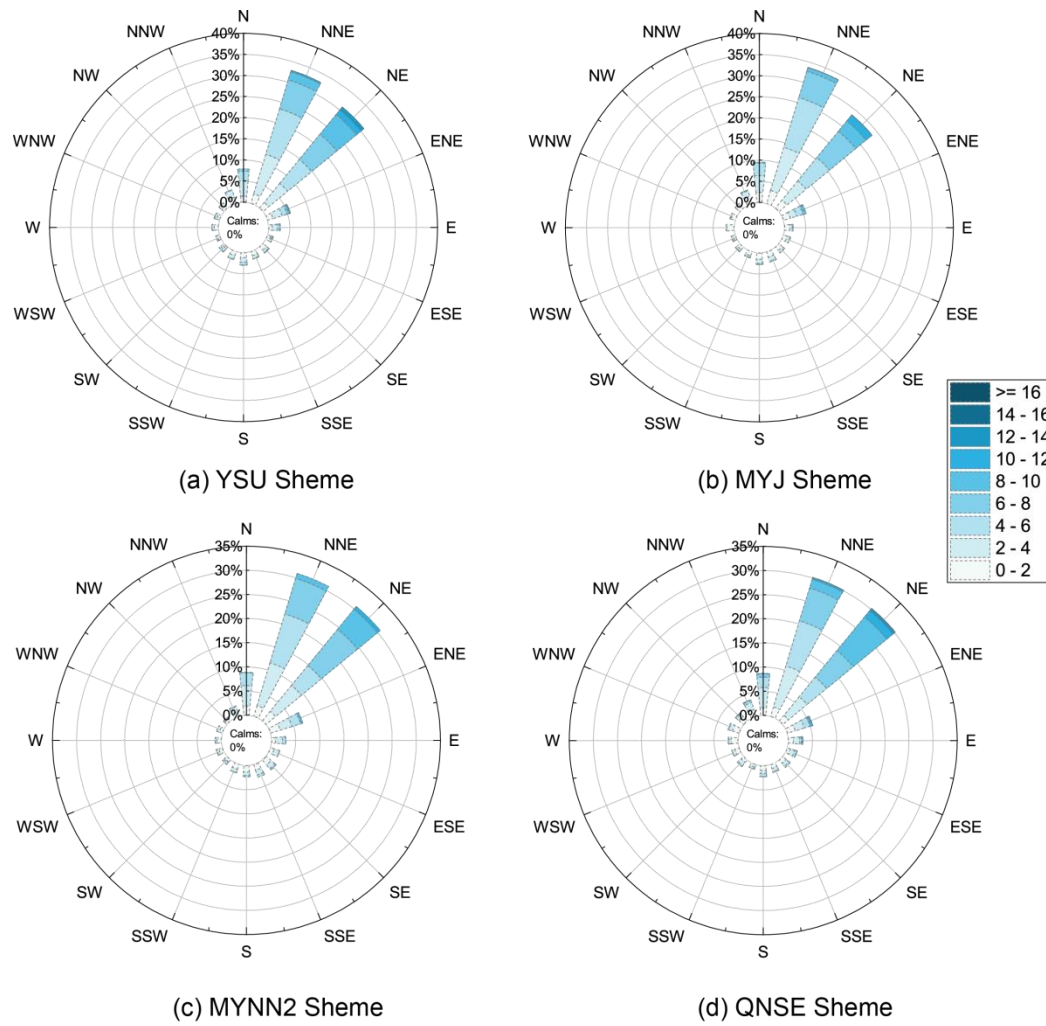 N
NNE
NE
ENE
E
ESE
SE
SSE
S
SSW
SW
WSW
W
WNW
NW
NNW
40%
35%
30%
25%
20%
15%
10%
5%
0%
Calms:
0%
(a) YSU Sheme
N
NNE
NE
ENE
E
ESE
SE
SSE
S
SSW
SW
WSW
W
WNW
NW
NNW
40%
35%
30%
25%
20%
15%
10%
5%
0%
Calms:
0%
(b) MYJ Sheme
>= 16
14 - 16
12 - 14
10 - 12
8 - 10
6 - 8
4 - 6
2 - 4
0 - 2
N
NNE
NE
ENE
E
ESE
SE
SSE
S
SSW
SW
WSW
W
WNW
NW
NNW
35%
30%
25%
20%
15%
10%
5%
0%
Calms:
0%
(c) MYNN2 Sheme
N
NNE
NE
ENE
E
ESE
SE
SSE
S
SSW
SW
WSW
W
WNW
NW
NNW
35%
30%
25%
20%
15%
10%
5%
0%
Calms:
0%
(d) QNSE Sheme